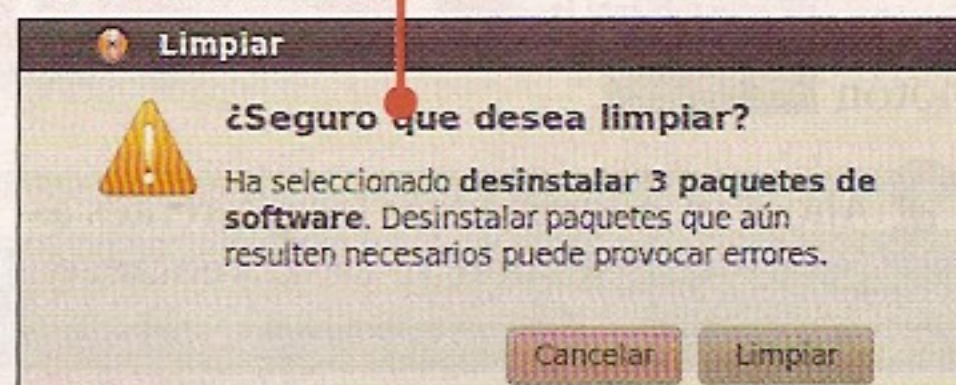 Limpiar
¿Seguro que desea limpiar?
Ha seleccionado desinstalar 3 paquetes de
software. Desinstalar paquetes que aún
resulten necesarios puede provocar errores.
Cancelar Limpiar